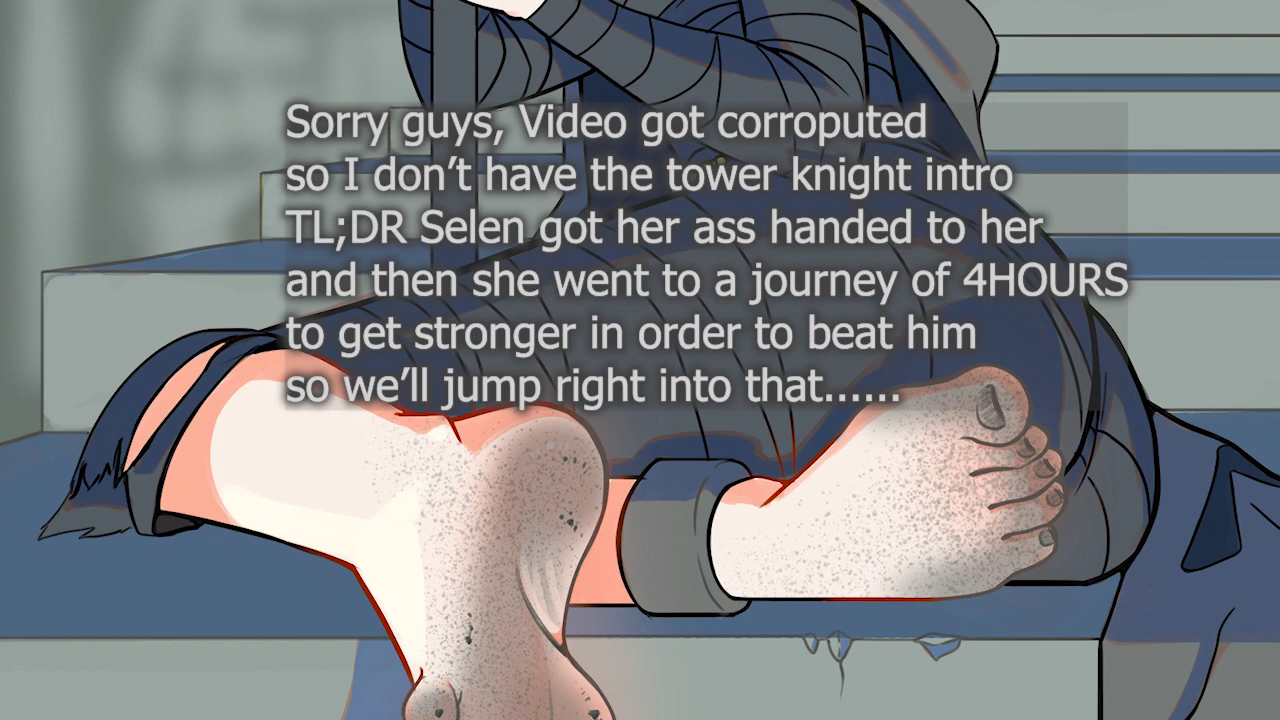 Sorry guys, Video got corroputed
so I don't have the tower knight intro
TL;DR Selen got her ass handed to her
and then she went to a journey of 4HOURS
to get stronger in order to beat him
so we'll jump right into that......